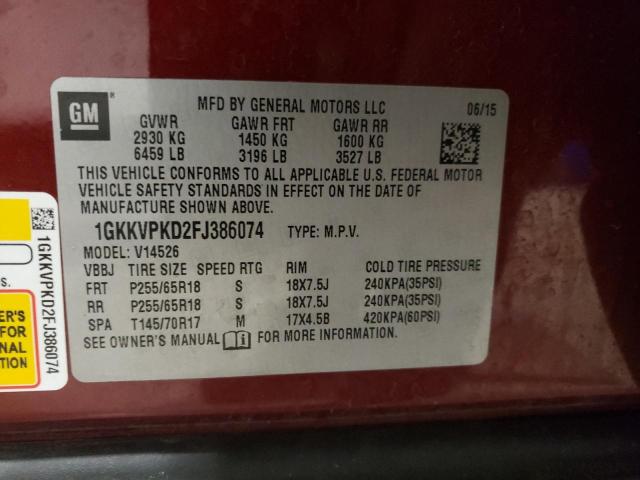 GM
®
MFD BY GENERAL MOTORS LLC 06/15
GVWR GAWR FRT GAWR RR
2930 KG 1450 KG 1600 KG
6459 LB 3196 LB 3527 LB
THIS VEHICLE CONFORMS TO ALL APPLICABLE U.S. FEDERAL MOTOR
VEHICLE SAFETY STANDARDS IN EFFECT ON THE DATE OF
MANUFACTURE SHOWN ABOVE.
1GKKVPKD2FJ386074 TYPE: M.P.V.
MODEL: V14526
VBBJ TIRE SIZE SPEED RTG RIM COLD TIRE PRESSURE
FRT P255/65R18 S 18X7.5J 240KPA(35PSI)
RR P255/65R18 S 18X7.5J 240KPA(35PSI)
SPA T145/70R17 M 17X4.5B 420KPA(60PSI)
SEE OWNER'S MANUAL i FOR MORE INFORMATION.
1GKKVPKD2FJ386074
S.
NER'S
FOR
NAL
ON